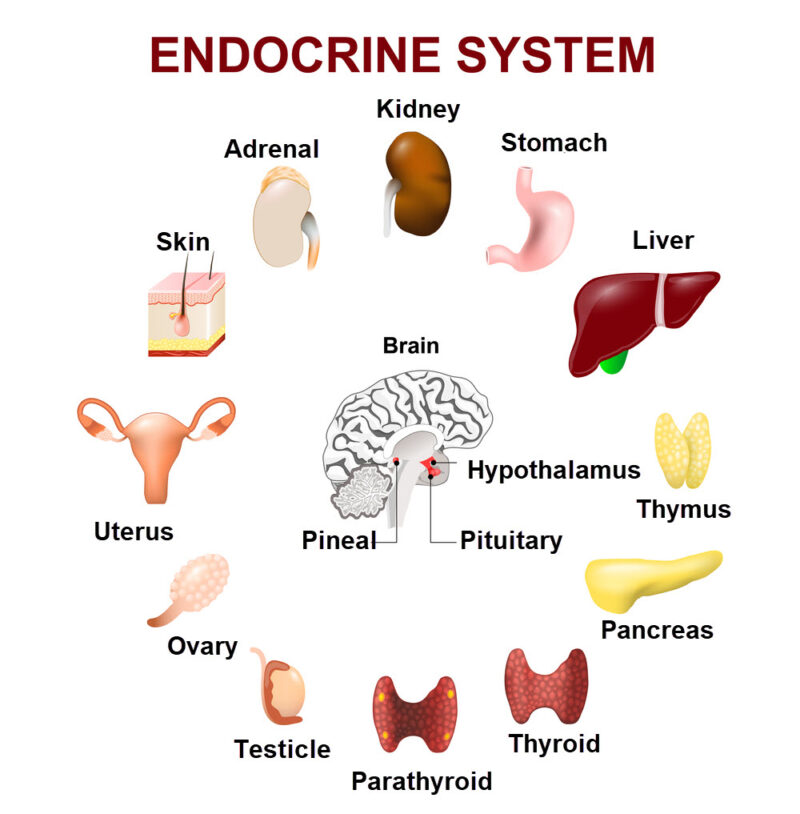 ENDOCRINE SYSTEM
Kidney
Adrenal
Stomach
Skin
Liver
Brain
Hypothalamus
Thymus
Uterus
Pineal
Pituitary
Pancreas
Ovary
Testicle
Thyroid
Parathyroid